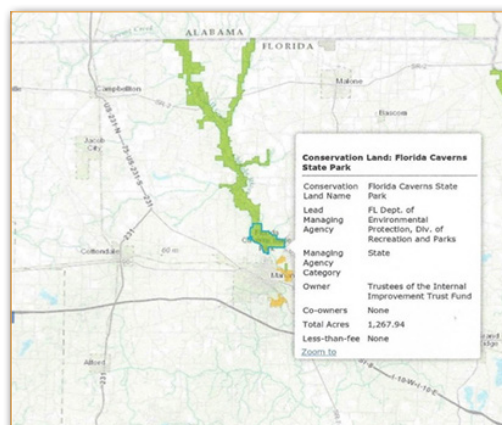 ALABAMA
FLORIDA
Campbellton
Malone
Bascom
Jacob
City
Cottondale
Alford
231
Conservation Land: Florida Caverns
State Park
Conservation Land Name Florida Caverns State Park
Lead Managing Agency FL Dept. of Environmental Protection, Div. of Recreation and Parks
Managing Agency Category State
Owner Trustees of the Internal Improvement Trust Fund
Co-owners None
Total Acres 1,267.94
Less-than-fee None
Zoom to
I-10-W-I-10-E